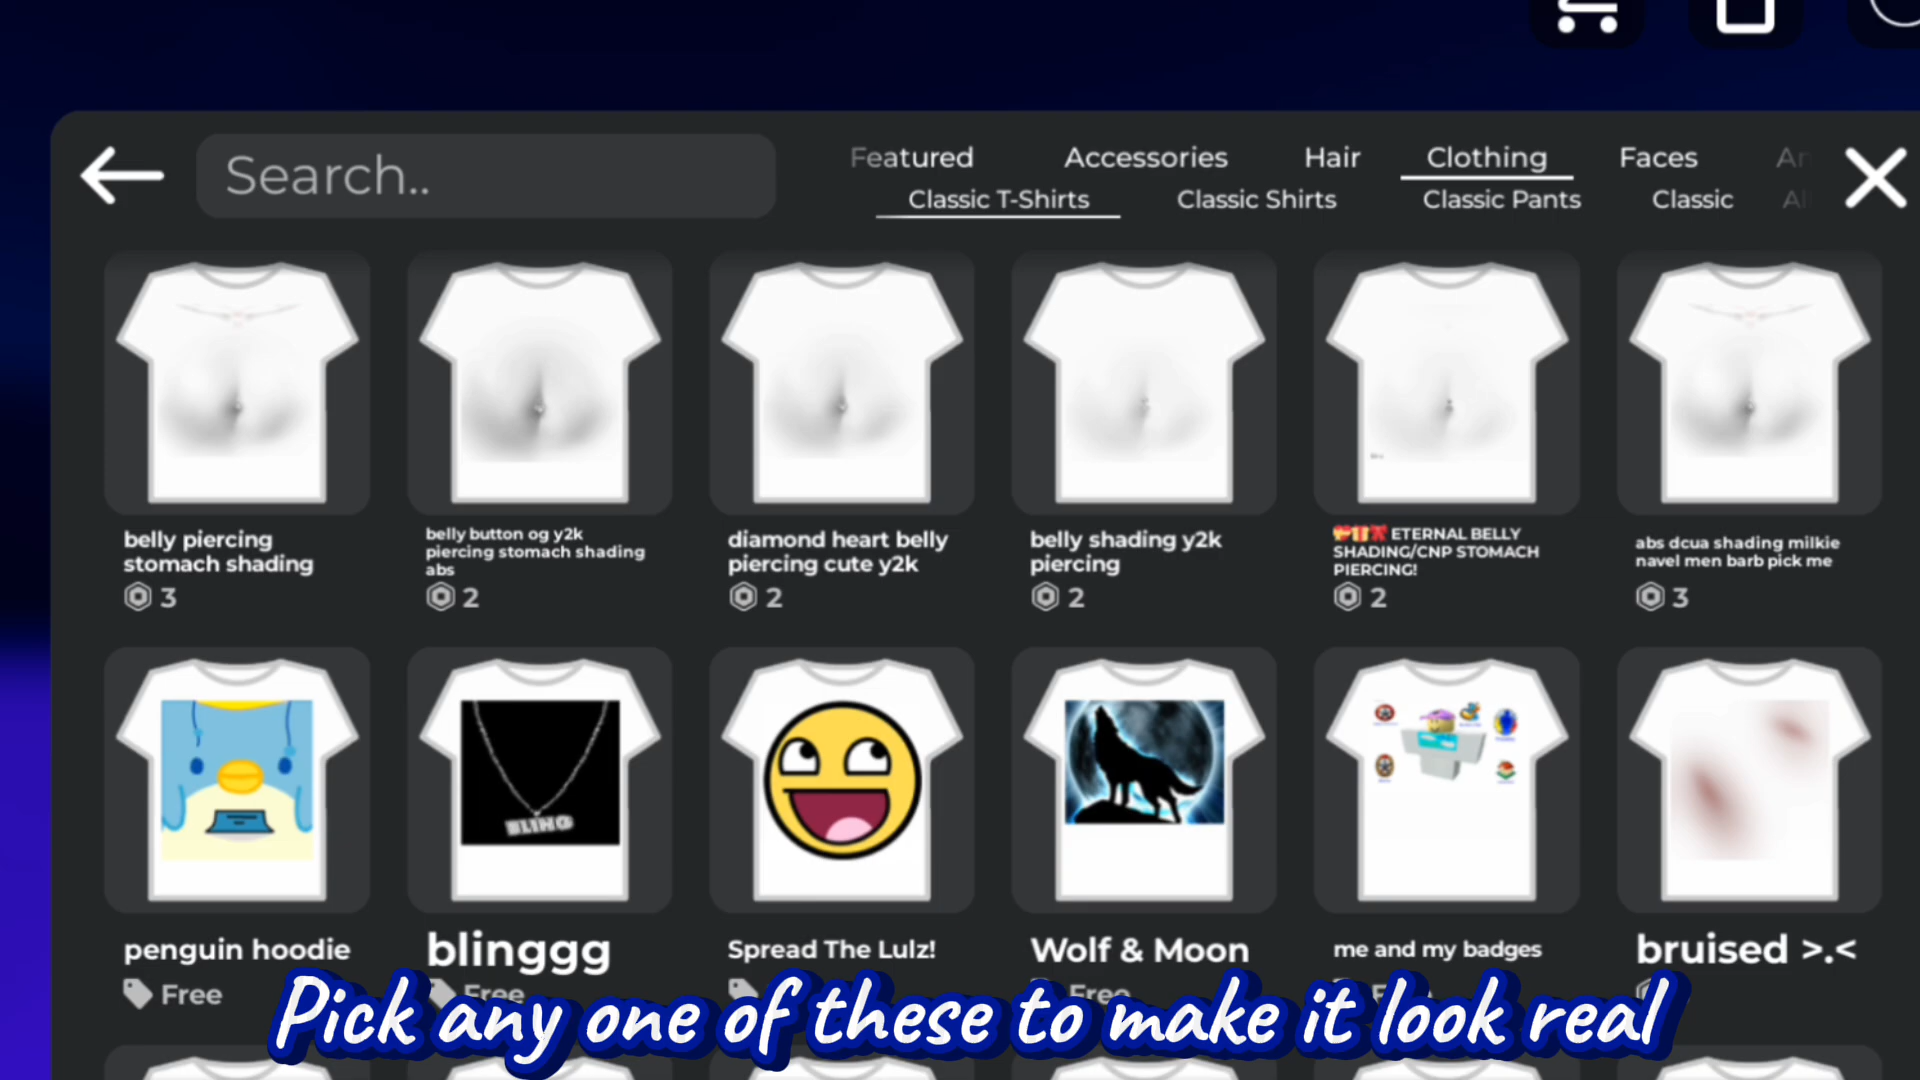 Search..
Featured Accessories Hair Clothing Faces
Classic T-Shirts Classic Shirts Classic Pants Classic
belly piercing
stomach shading
3
belly button og y2k
piercing stomach shading
abs
2
diamond heart belly
piercing cute y2k
2
belly shading y2k
piercing
2
ETERNAL BELLY
SHADING/CNP STOMACH
PIERCING!
2
abs dcua shading milkie
navel men barb pick me
3
BLING
penguin hoodie
Free
blinggg
Free
Spread The Lulz!
Wolf & Moon
Free
me and my badges
bruised >.<
Pick any one of these to make it look real